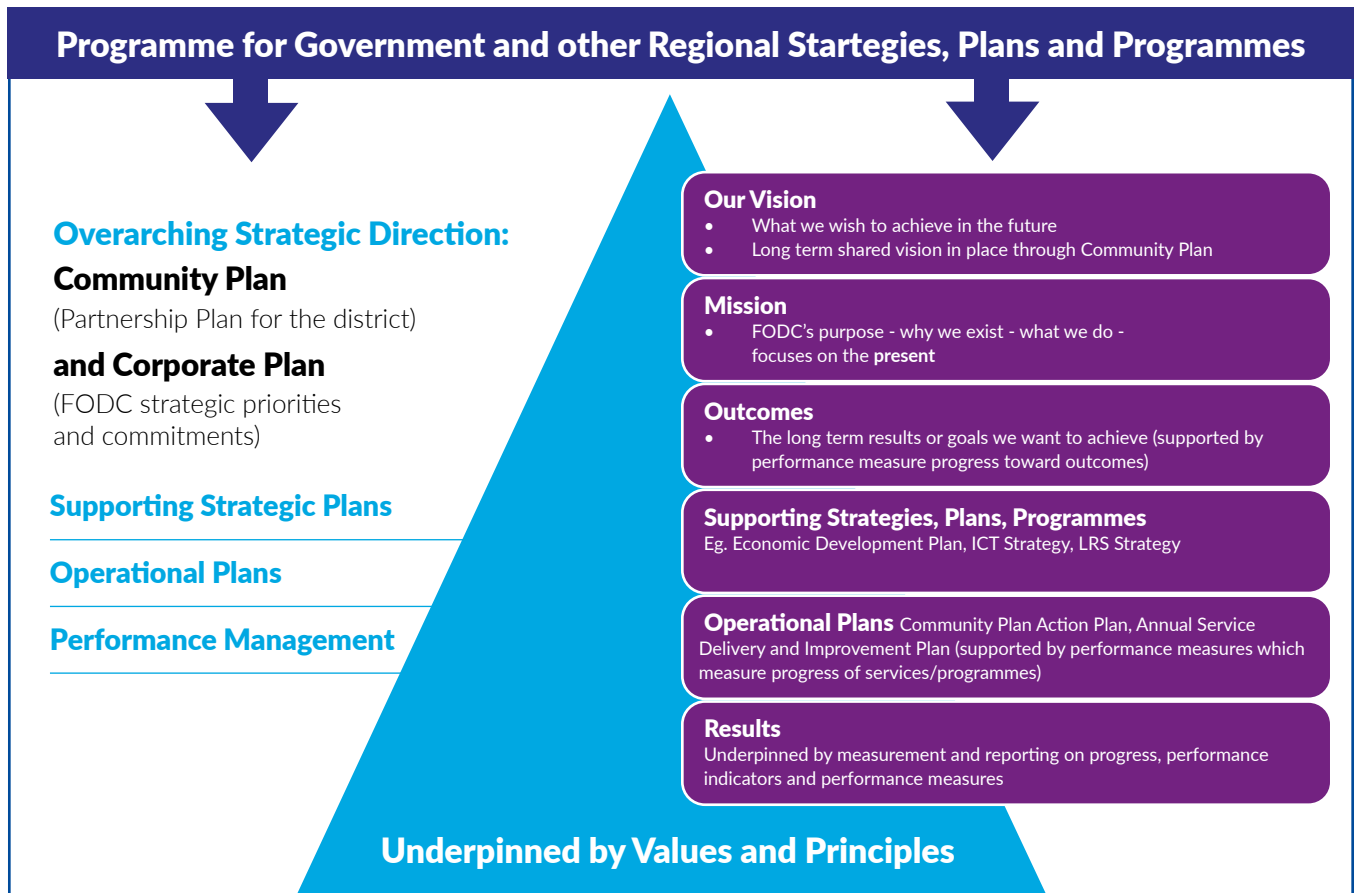 Programme for Government and other Regional Startegies, Plans and Programmes
Overarching Strategic Direction:
Community Plan
(Partnership Plan for the district)
and Corporate Plan
(FODC strategic priorities
and commitments)
Supporting Strategic Plans
Operational Plans
Performance Management
Our Vision
• What we wish to achieve in the future
• Long term shared vision in place through Community Plan
Mission
• FODC’s purpose - why we exist - what we do -
focuses on the present
Outcomes
• The long term results or goals we want to achieve (supported by
performance measure progress toward outcomes)
Supporting Strategies, Plans, Programmes
Eg. Economic Development Plan, ICT Strategy, LRS Strategy
Operational Plans Community Plan Action Plan, Annual Service
Delivery and Improvement Plan (supported by performance measures which
measure progress of services/programmes)
Results
Underpinned by measurement and reporting on progress, performance
indicators and performance measures
Underpinned by Values and Principles